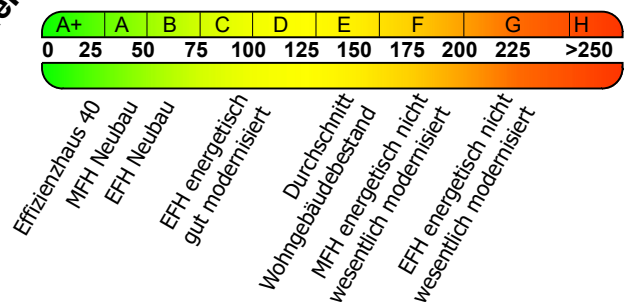 A+ A B C D E F G H
0 25 50 75 100 125 150 175 200 225 >250
Effizienzhaus 40
MFH Neubau
EFH Neubau
EFH energetisch
gut modernisiert
Durchschnitt
Wohngebäudebestand
MFH energetisch nicht
wesentlich modernisiert
EFH energetisch nicht
wesentlich modernisiert